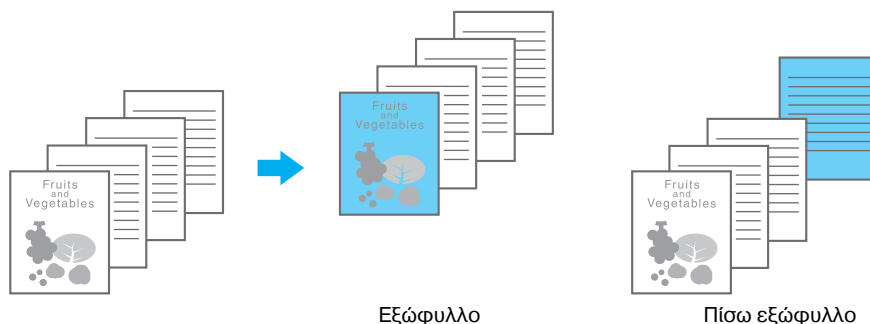 Fruits
and
Vegetables
Fruits
and
Vegetables
Fruits
and
Vegetables
Εξώφυλλο
Πίσω εξώφυλλο